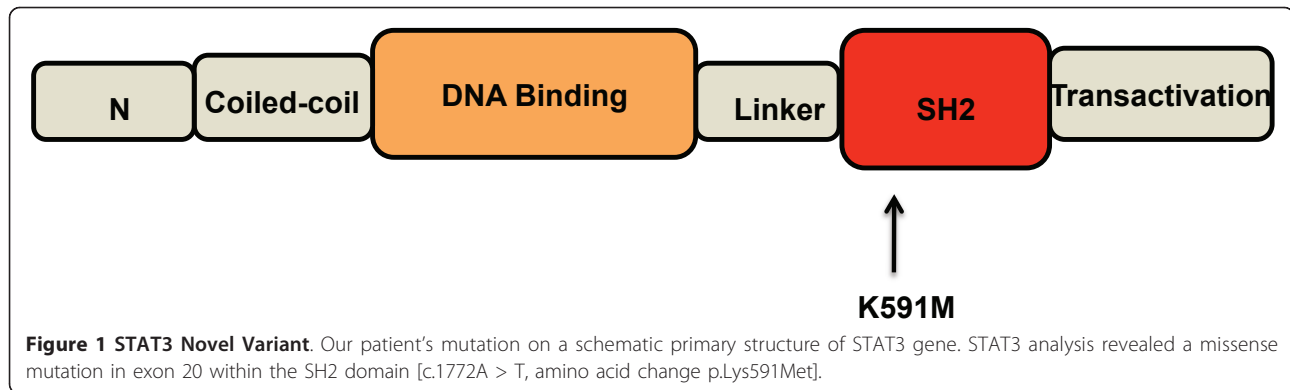 N Coiled-coil DNA Binding Linker SH2 Transactivation
K591M
Figure 1 STAT3 Novel Variant. Our patient's mutation on a schematic primary structure of STAT3 gene. STAT3 analysis revealed a missense
mutation in exon 20 within the SH2 domain [c.1772A > T, amino acid change p.Lys591Met].